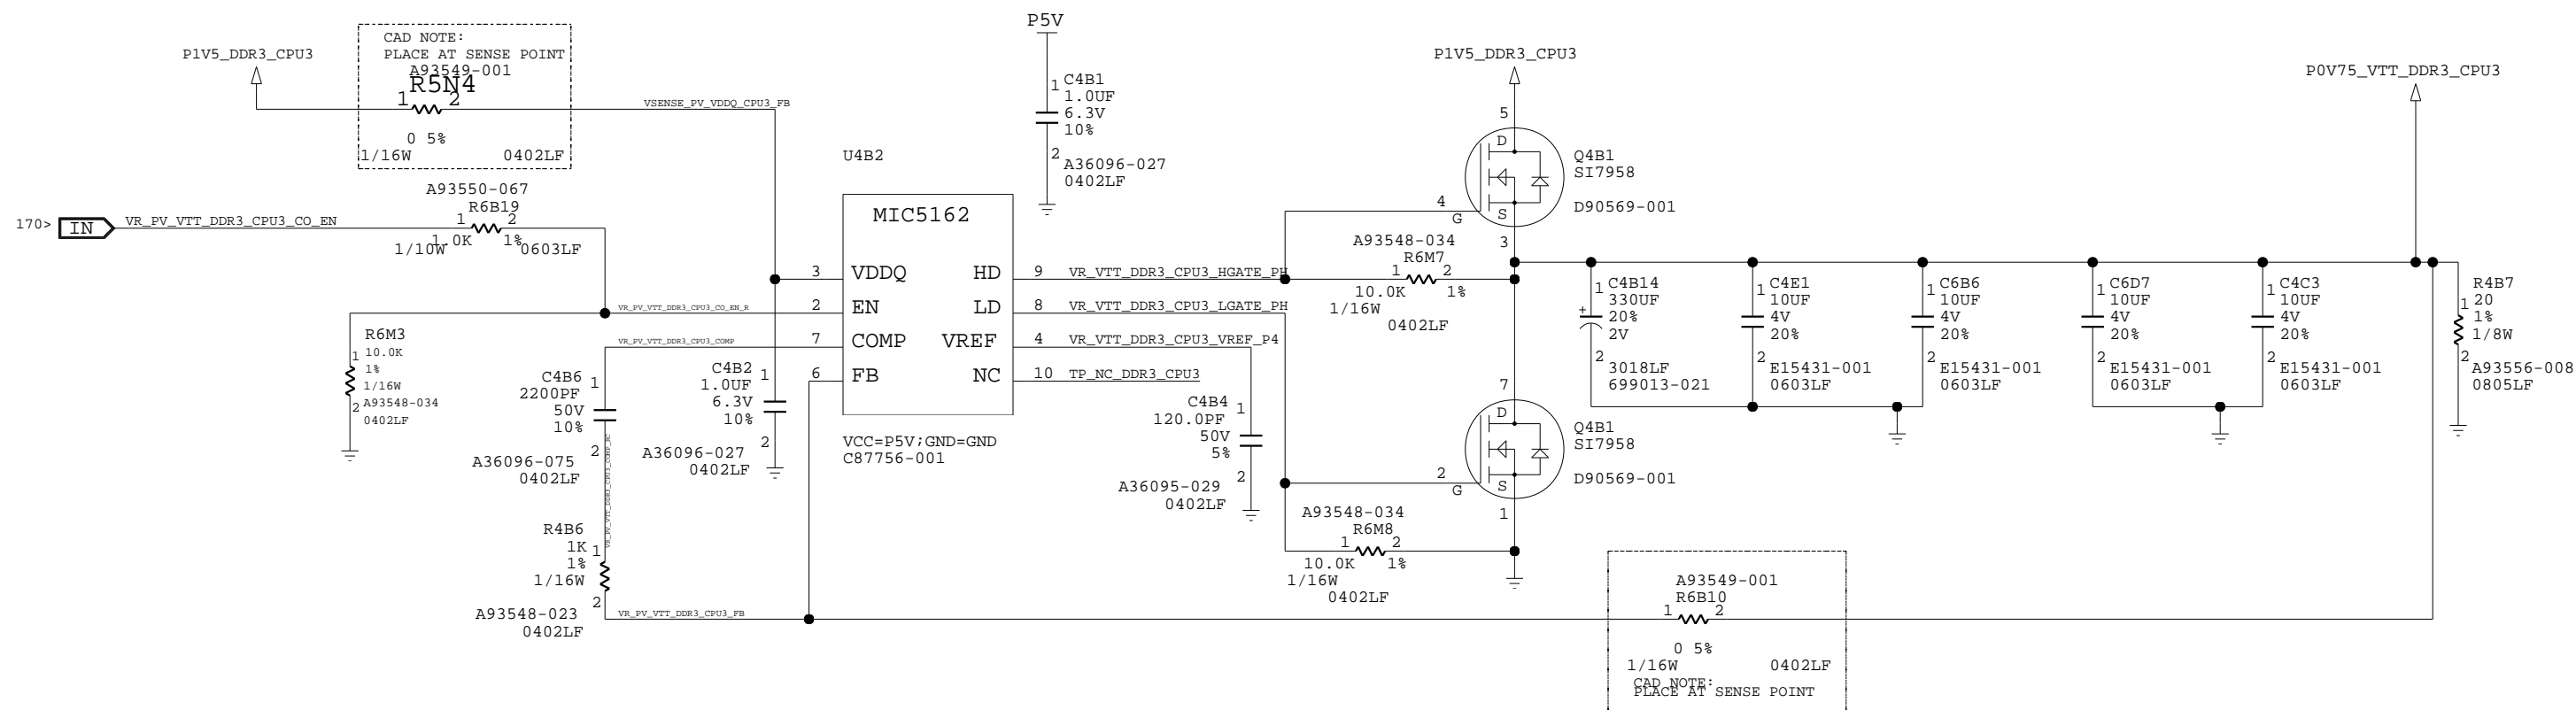 P1V5_DDR3_CPU3
CAD NOTE:
PLACE AT SENSE POINT
A93549-001
R5N4
1 2
0 5%
1/16W 0402LF
VSENSE_PV_VDDQ_CPU3_FB
170> IN VR_PV_VTT_DDR3_CPU3_CO_EN
A93550-067
R6B19
1 2
1.0K 1%
1/10W 0603LF
VR_PV_VTT_DDR3_CPU3_CO_EN_R
R6M3
1 10.0K
1%
1/16W
2 A93548-034
0402LF
VR_PV_VTT_DDR3_CPU3_COMP
C4B6 1
2200PF
50V
10%
2
A36096-075
0402LF
VR_PV_VTT_DDR3_CPU3_COMP_RC
R4B6
1K 1
1%
1/16W
2
A93548-023
0402LF
VR_PV_VTT_DDR3_CPU3_FB
C4B2 1
1.0UF
6.3V
10%
2
A36096-027
0402LF
U4B2
MIC5162
3 VDDQ HD 9
2 EN LD 8
7 COMP VREF 4
6 FB NC 10
VCC=P5V;GND=GND
C87756-001
P5V
1 C4B1
1.0UF
6.3V
10%
2 A36096-027
0402LF
VR_VTT_DDR3_CPU3_HGATE_PH
VR_VTT_DDR3_CPU3_LGATE_PH
VR_VTT_DDR3_CPU3_VREF_P4
TP_NC_DDR3_CPU3
C4B4 1
120.0PF
50V
5%
2
A36095-029
0402LF
P1V5_DDR3_CPU3
5
D
Q4B1
SI7958
D90569-001
4
G
S
3
A93548-034
R6M7
1 2
10.0K 1%
1/16W
0402LF
7
D
Q4B1
SI7958
D90569-001
2
G
S
1
A93548-034
R6M8
1 2
10.0K 1%
1/16W
0402LF
P0V75_VTT_DDR3_CPU3
1 C4B14
330UF
+ 20%
2V
2 3018LF
699013-021
1 C4E1
10UF
4V
20%
2 E15431-001
0603LF
1 C6B6
10UF
4V
20%
2 E15431-001
0603LF
1 C6D7
10UF
4V
20%
2 E15431-001
0603LF
1 C4C3
10UF
4V
20%
2 E15431-001
0603LF
R4B7
1 20
1%
1/8W
2 A93556-008
0805LF
A93549-001
R6B10
1 2
0 5%
1/16W 0402LF
CAD NOTE:
PLACE AT SENSE POINT